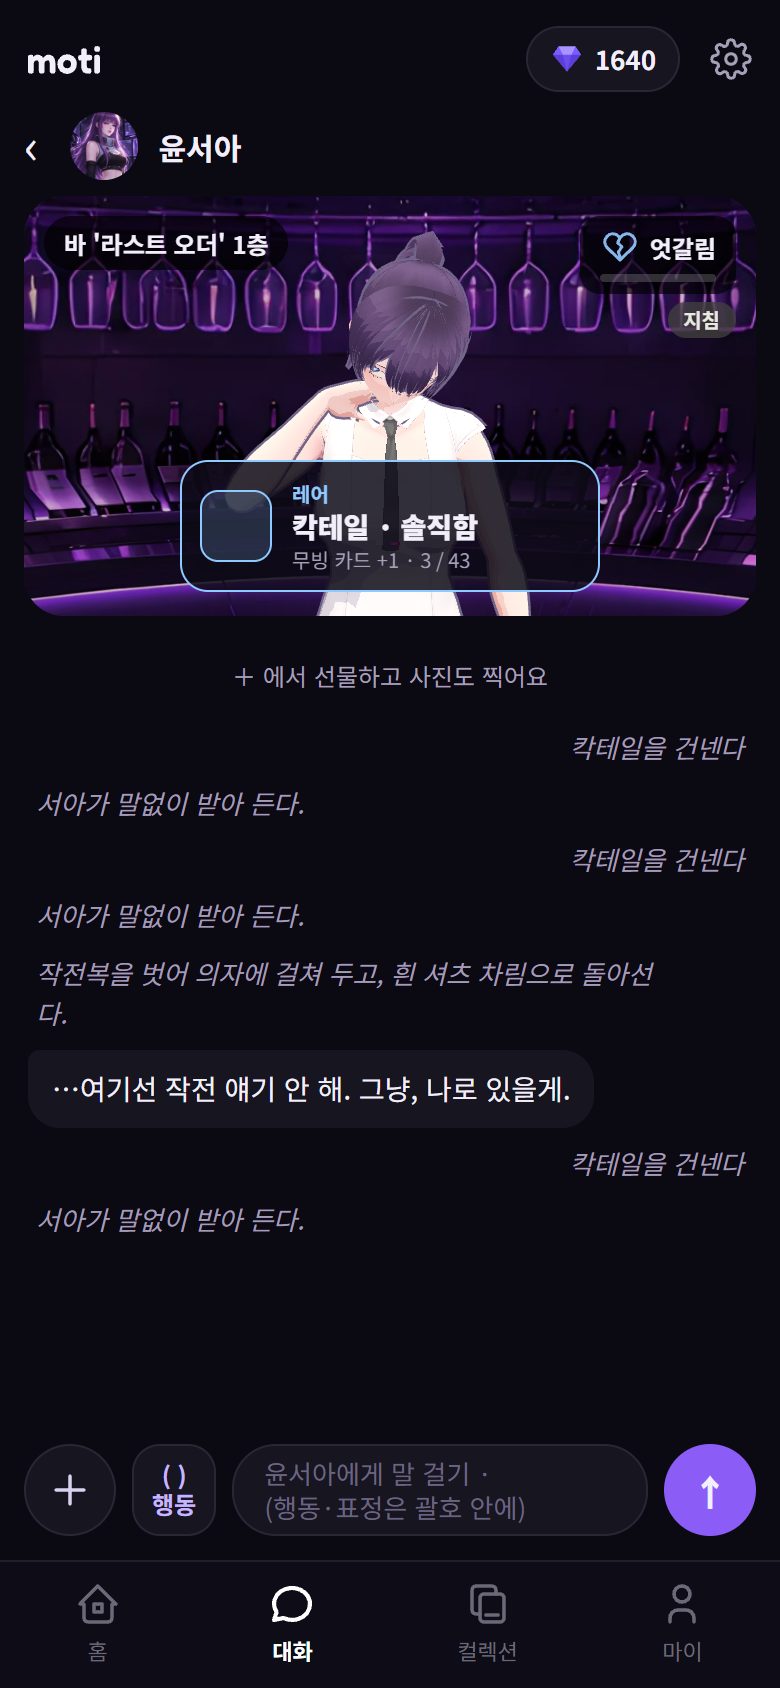 moti
1640
윤서아
바 '라스트 오더' 1층
엇갈림
지침
레어
칵테일 · 솔직함
무빙 카드 +1 · 3 / 43
+ 에서 선물하고 사진도 찍어요
칵테일을 건넨다
서아가 말없이 받아 든다.
칵테일을 건넨다
서아가 말없이 받아 든다.
작전복을 벗어 의자에 걸쳐 두고, 흰 셔츠 차림으로 돌아선
다.
…여기선 작전 얘기 안 해. 그냥, 나로 있을게.
칵테일을 건넨다
서아가 말없이 받아 든다.
( )
행동
윤서아에게 말 걸기 ·
(행동·표정은 괄호 안에)
홈
대화
컬렉션
마이